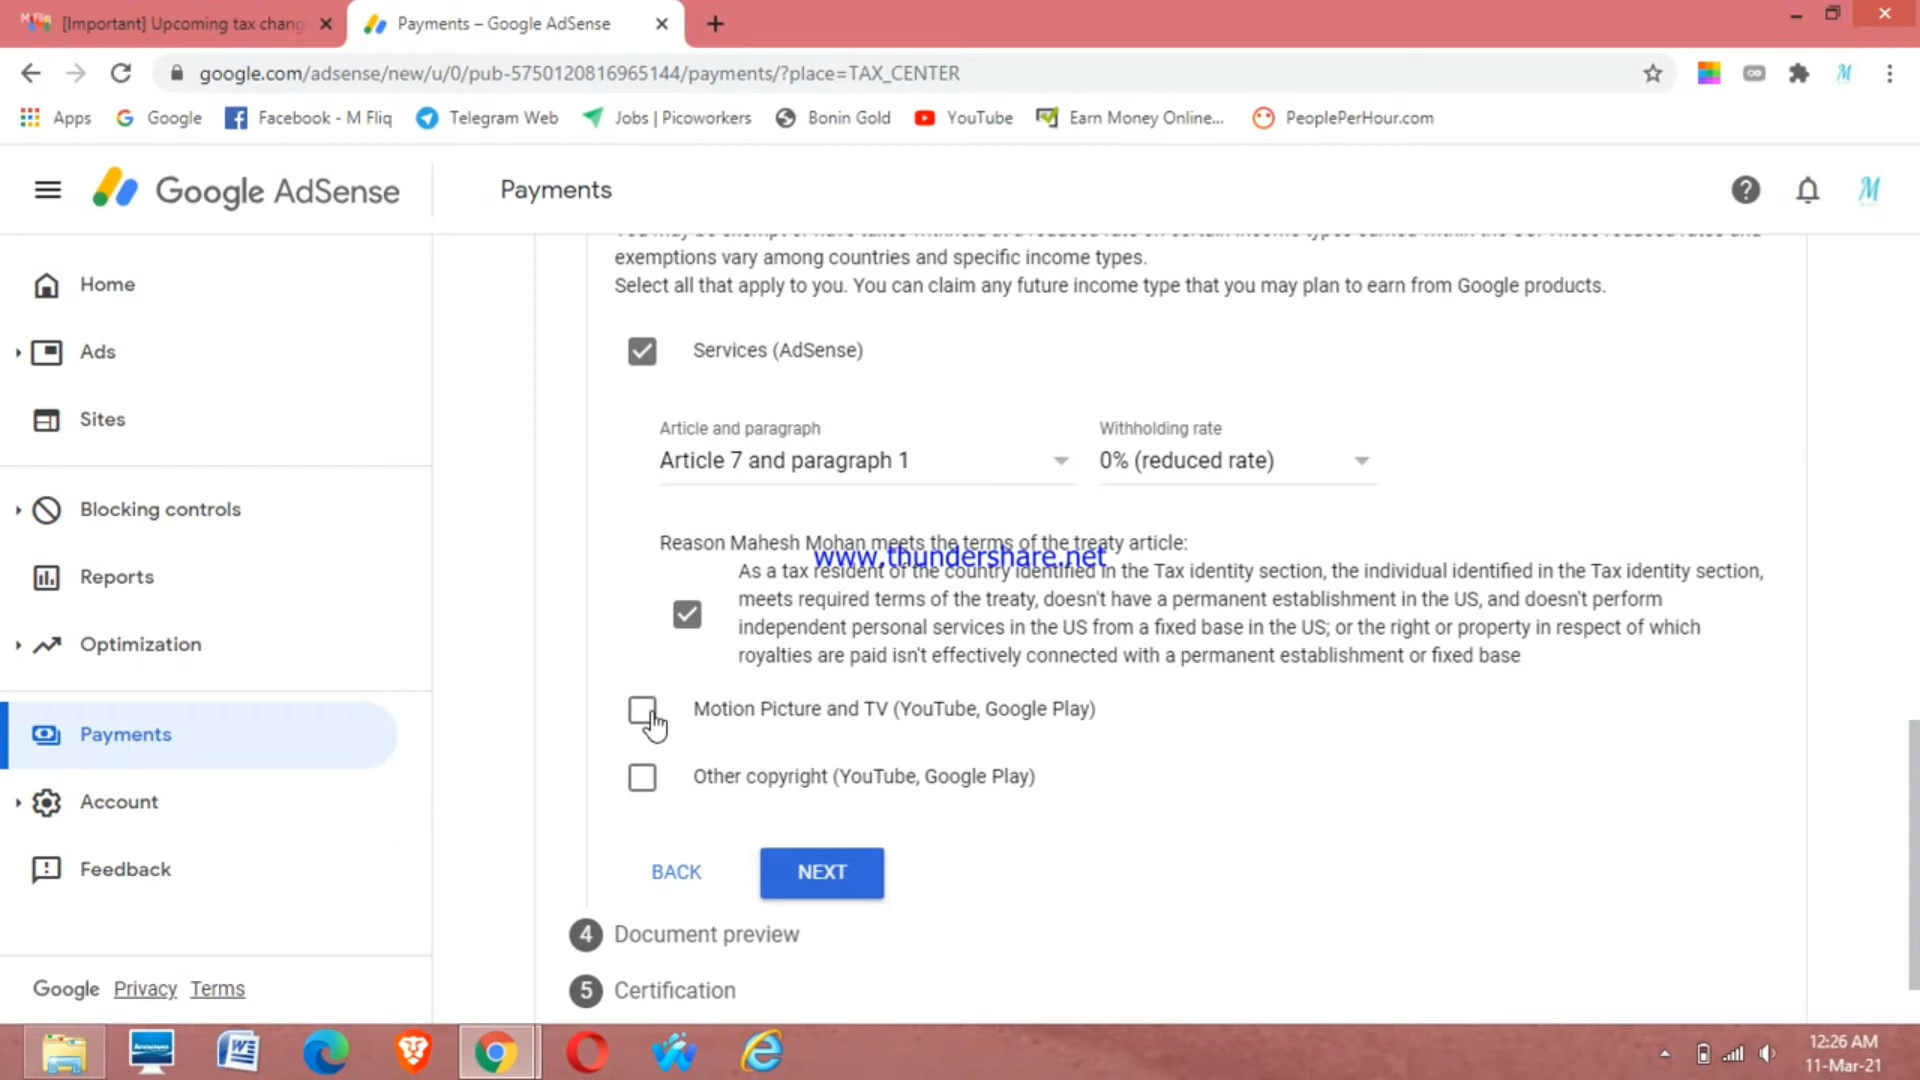 [Important] Upcoming tax chang
Payments – Google AdSense
google.com/adsense/new/u/0/pub-5750120816965144/payments/?place=TAX_CENTER
Apps
Google
Facebook - M Fliq
Telegram Web
Jobs | Picoworkers
Bonin Gold
YouTube
Earn Money Online...
PeoplePerHour.com
Google AdSense
Payments
Home
Ads
Sites
Blocking controls
Reports
Optimization
Payments
Account
Feedback
Google Privacy Terms
exemptions vary among countries and specific income types.
Select all that apply to you. You can claim any future income type that you may plan to earn from Google products.
Services (AdSense)
Article and paragraph
Article 7 and paragraph 1
Withholding rate
0% (reduced rate)
Reason Mahesh Mohan meets the terms of the treaty article:
www.thundershare.net
As a tax resident of the country identified in the Tax identity section, the individual identified in the Tax identity section,
meets required terms of the treaty, doesn't have a permanent establishment in the US, and doesn't perform
independent personal services in the US from a fixed base in the US; or the right or property in respect of which
royalties are paid isn't effectively connected with a permanent establishment or fixed base
Motion Picture and TV (YouTube, Google Play)
Other copyright (YouTube, Google Play)
BACK
NEXT
4 Document preview
5 Certification
12:26 AM
11-Mar-21